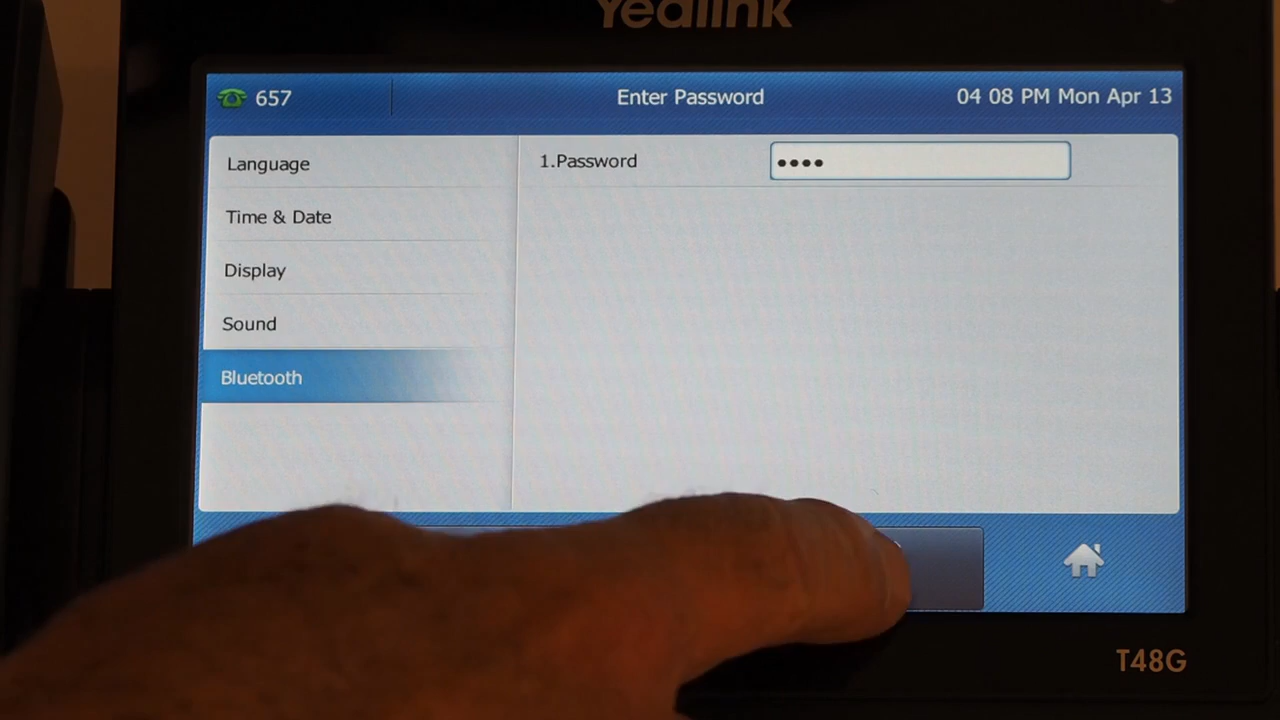 Yealink
657
Enter Password
04 08 PM Mon Apr 13
Language
1.Password
••••
Time & Date
Display
Sound
Bluetooth
T48G